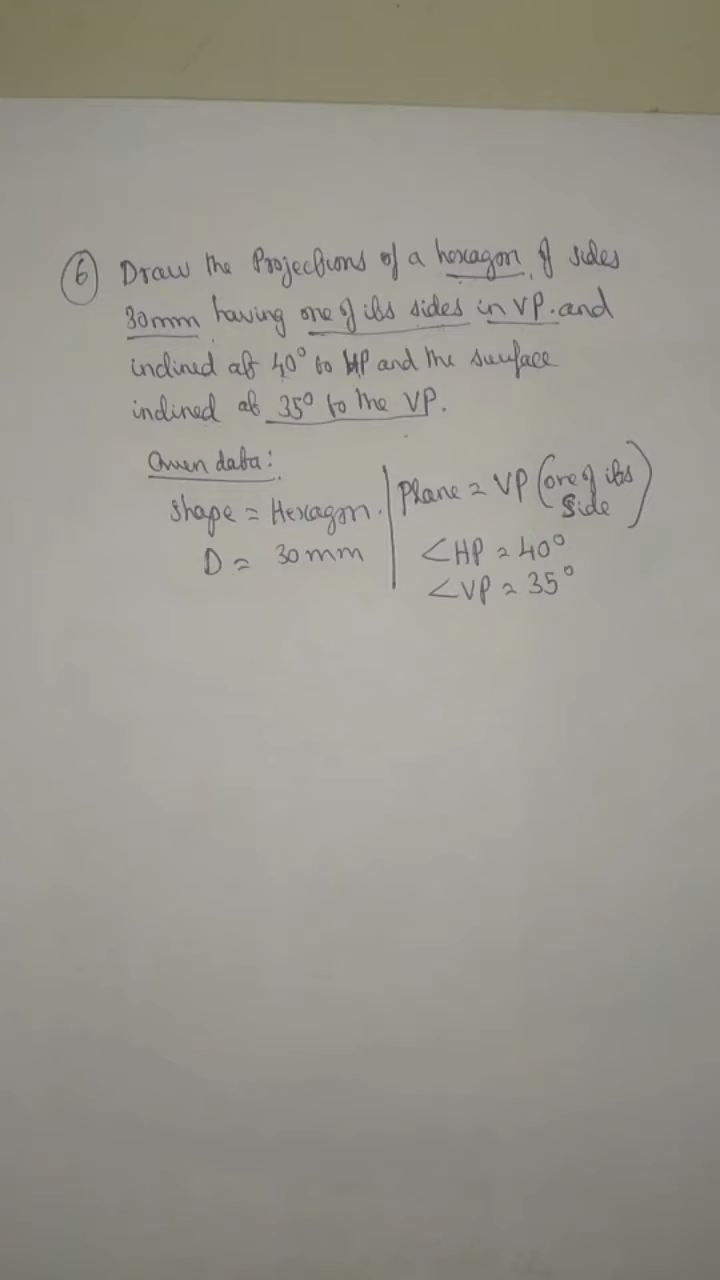 ⑥ Draw the Projections of a hexagon of sides
30mm having one of its sides in VP. and
inclined at 40° to HP and the surface
inclined at 35° to the VP.
Given data:
Shape = Hexagon.
D = 30mm
Plane = VP (one of its Side)
∠HP = 40°
∠VP = 35°